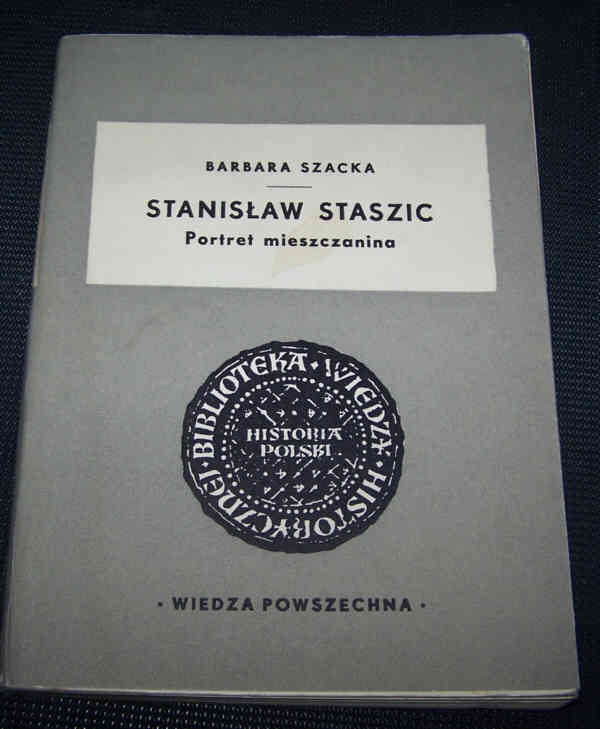 BARBARA SZACKA
STANISŁAW STASZIC
Portret mieszczanina
BIBLIOTEKA · WIEDZY · HISTORYCZNEJ ·
HISTORIA
POLSKI
· WIEDZA POWSZECHNA ·